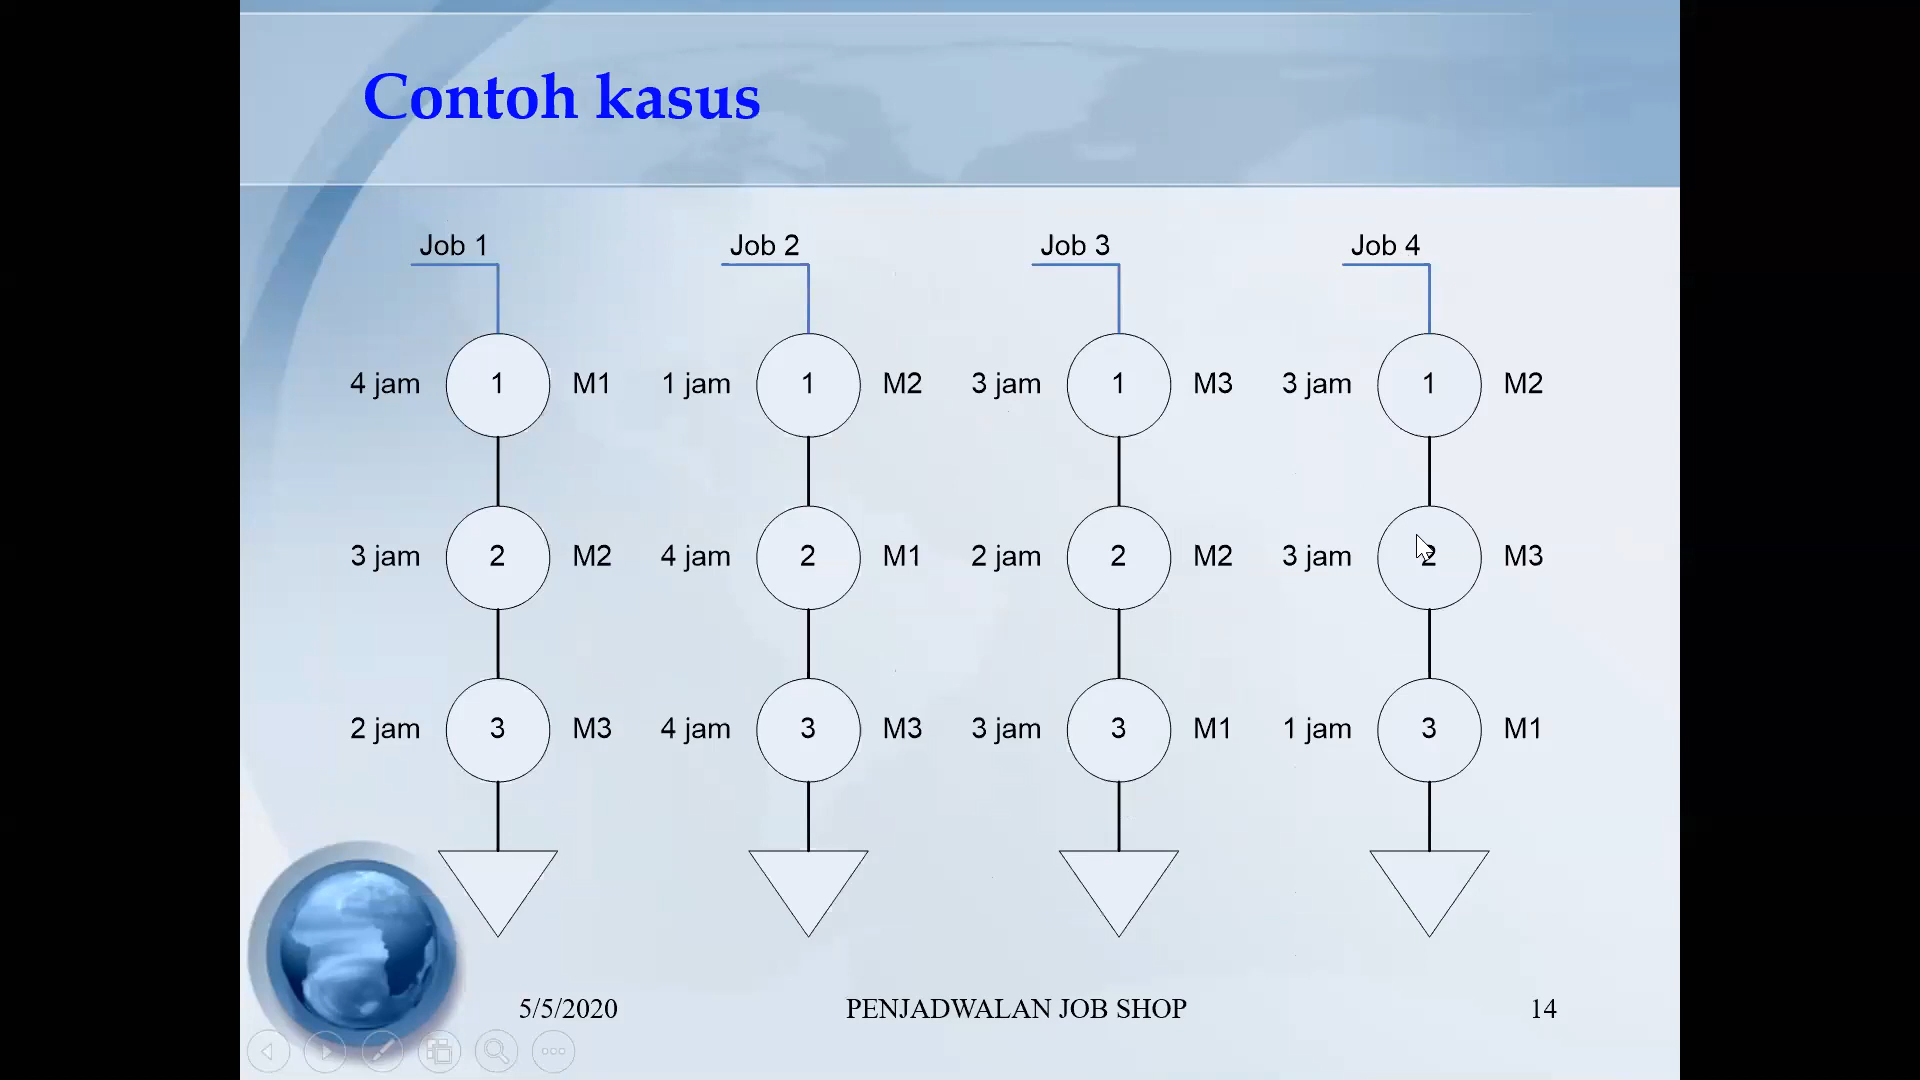 Contoh kasus
Job 1 Job 2 Job 3 Job 4
4 jam 1 M1 1 jam 1 M2 3 jam 1 M3 3 jam 1 M2
3 jam 2 M2 4 jam 2 M1 2 jam 2 M2 3 jam 2 M3
2 jam 3 M3 4 jam 3 M3 3 jam 3 M1 1 jam 3 M1
5/5/2020 PENJADWALAN JOB SHOP 14